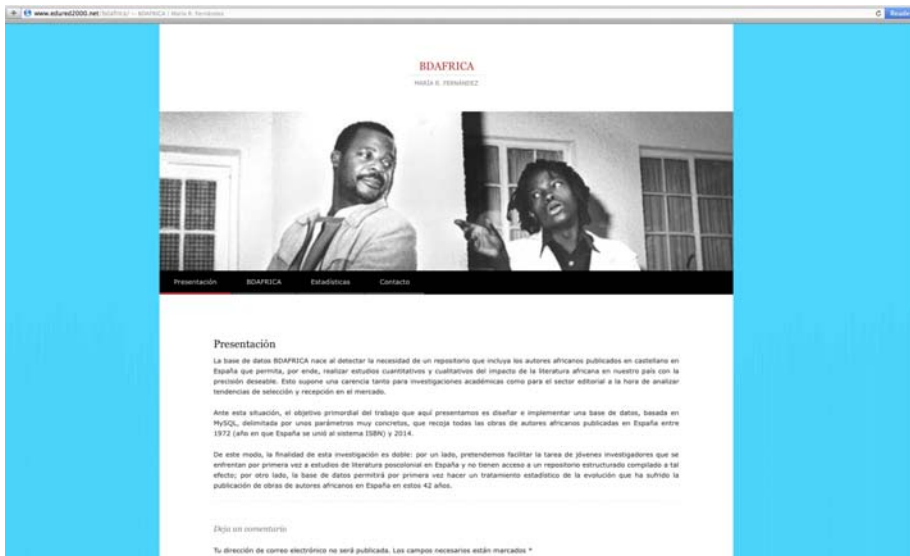 www.edured2000.net/bdafrica/ — BDAFRICA | María R. Fernández
Reader
BDAFRICA
MARÍA R. FERNÁNDEZ
Presentación BDAFRICA Estadísticas Contacto
Presentación
La base de datos BDAFRICA nace al detectar la necesidad de un repositorio que incluya los autores africanos publicados en castellano en
España que permita, por ende, realizar estudios cuantitativos y cualitativos del impacto de la literatura africana en nuestro país con la
precisión deseable. Esto supone una carencia tanto para investigaciones académicas como para el sector editorial a la hora de analizar
tendencias de selección y recepción en el mercado.
Ante esta situación, el objetivo primordial del trabajo que aquí presentamos es diseñar e implementar una base de datos, basada en
MySQL, delimitada por unos parámetros muy concretos, que recoja todas las obras de autores africanos publicadas en España entre
1972 (año en que España se unió al sistema ISBN) y 2014.
De este modo, la finalidad de esta investigación es doble: por un lado, pretendemos facilitar la tarea de jóvenes investigadores que se
enfrentan por primera vez a estudios de literatura poscolonial en España y no tienen acceso a un repositorio estructurado compilado a tal
efecto; por otro lado, la base de datos permitirá por primera vez hacer un tratamiento estadístico de la evolución que ha sufrido la
publicación de obras de autores africanos en España en estos 42 años.
Deja un comentario
Tu dirección de correo electrónico no será publicada. Los campos necesarios están marcados *